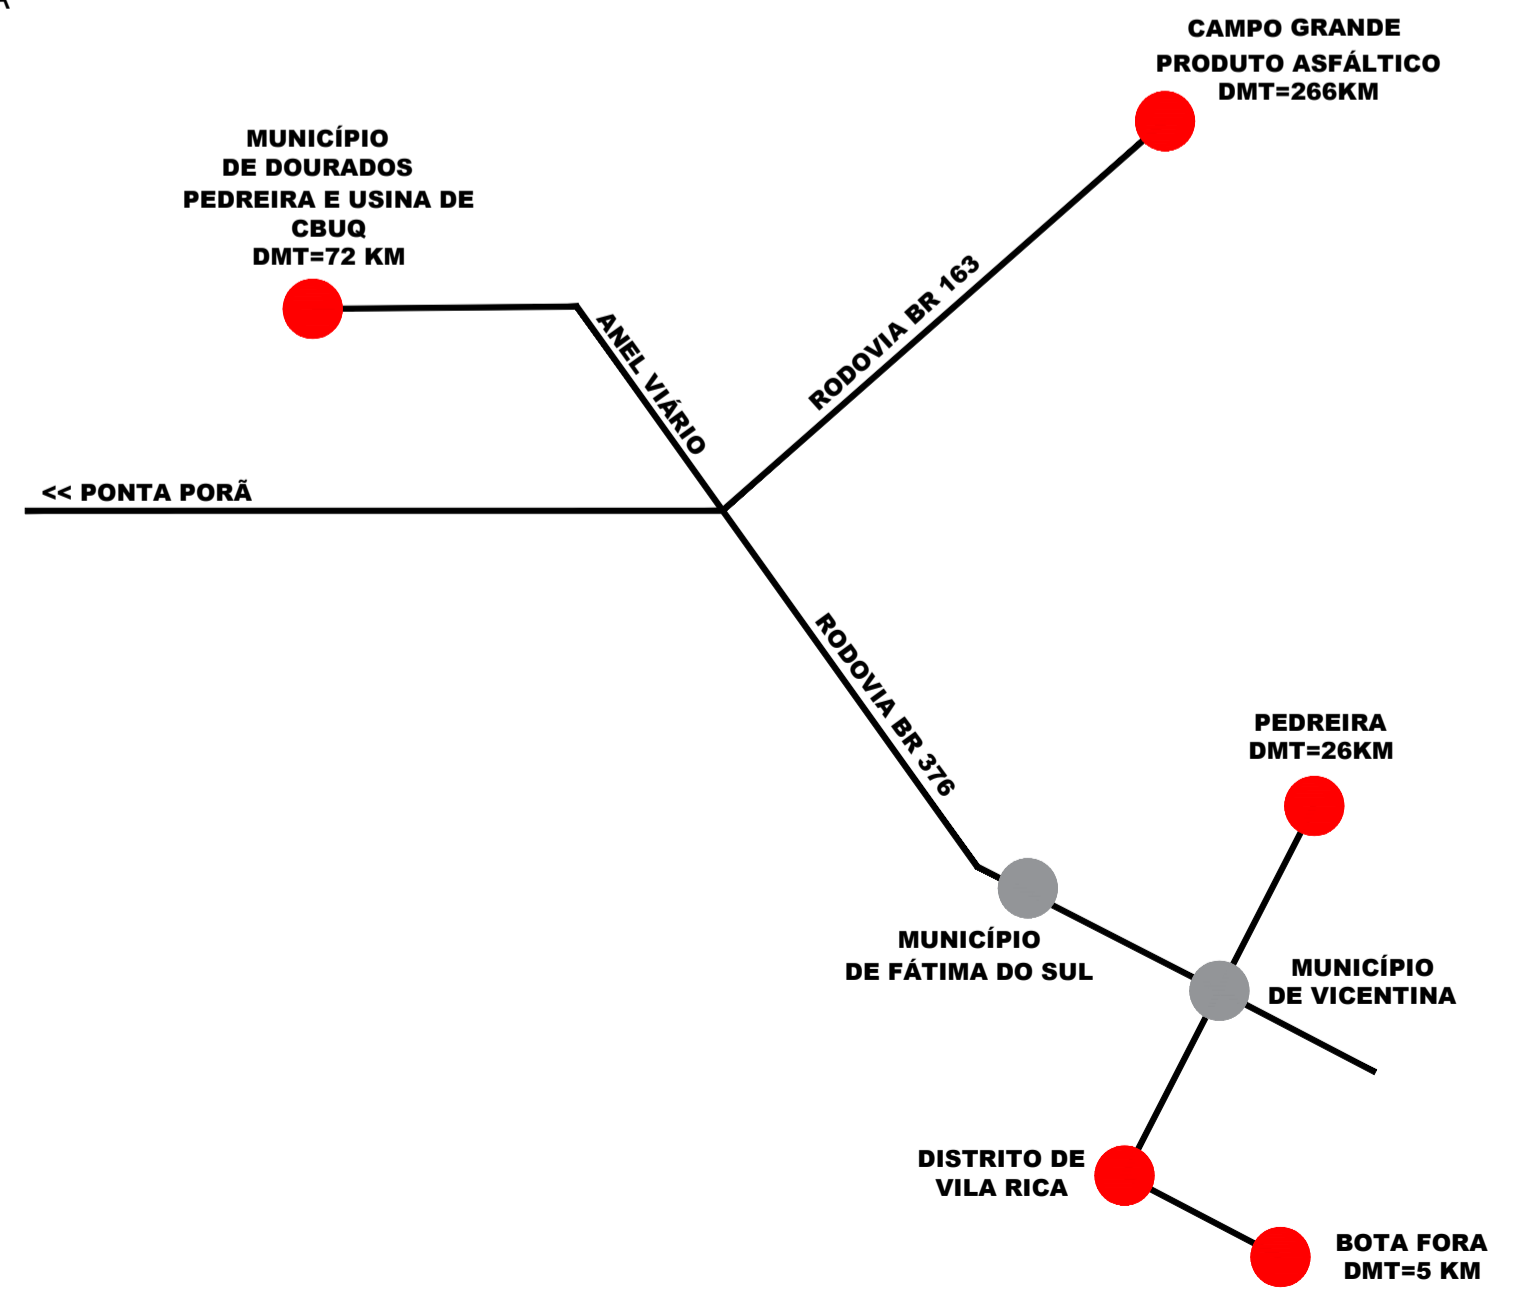 CAMPO GRANDE
PRODUTO ASFÁLTICO
DMT=266KM
MUNICÍPIO
DE DOURADOS
PEDREIRA E USINA DE
CBUQ
DMT=72 KM
ANEL VIÁRIO
RODOVIA BR 163
<< PONTA PORÃ
RODOVIA BR 376
PEDREIRA
DMT=26KM
MUNICÍPIO
DE FÁTIMA DO SUL
MUNICÍPIO
DE VICENTINA
DISTRITO DE
VILA RICA
BOTA FORA
DMT=5 KM